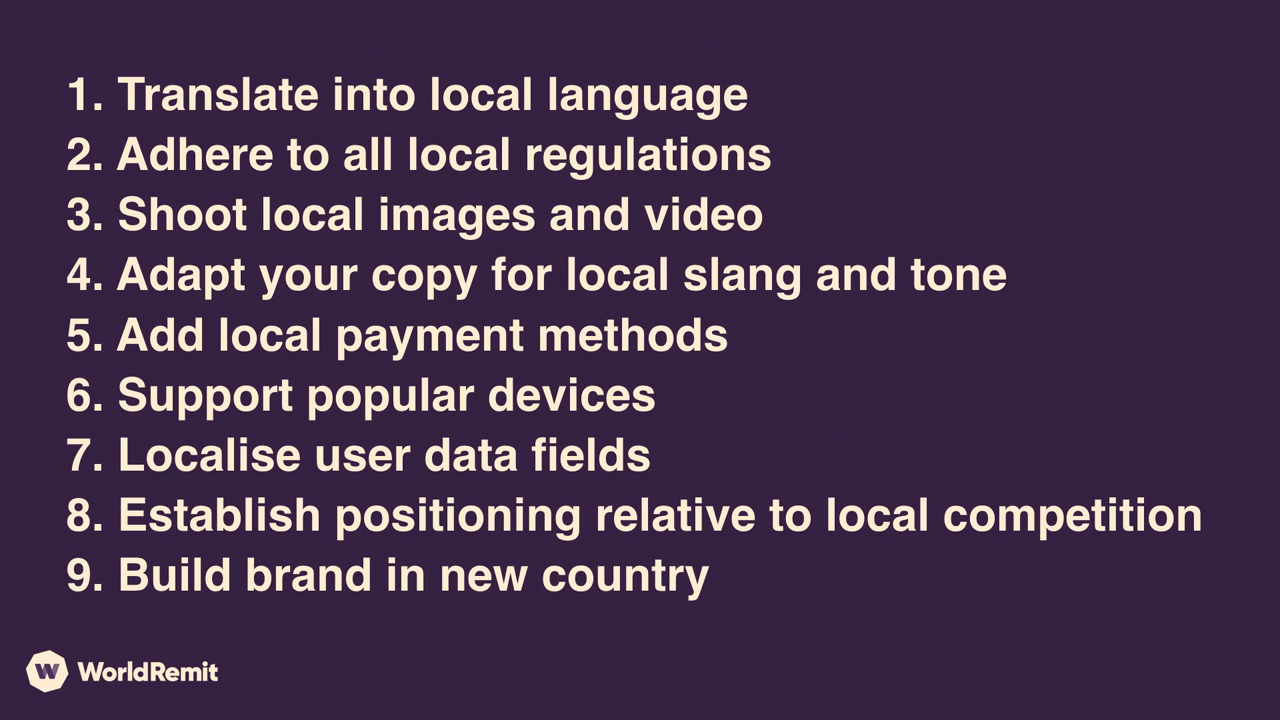 1. Translate into local language
2. Adhere to all local regulations
3. Shoot local images and video
4. Adapt your copy for local slang and tone
5. Add local payment methods
6. Support popular devices
7. Localise user data fields
8. Establish positioning relative to local competition
9. Build brand in new country
W WorldRemit